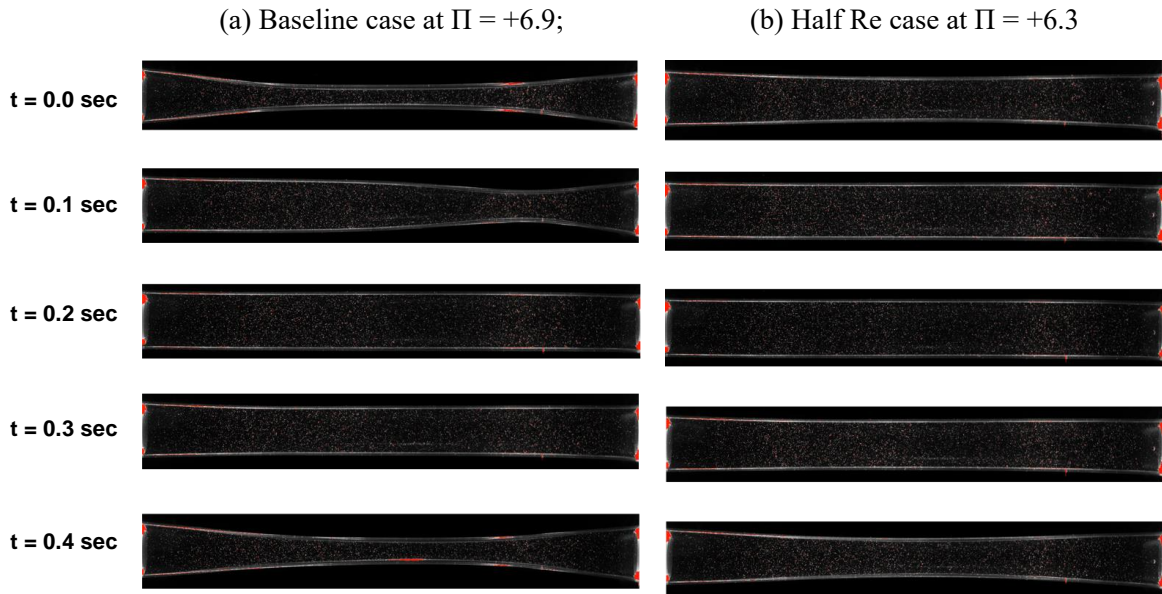 (a) Baseline case at Π = +6.9;
(b) Half Re case at Π = +6.3
t = 0.0 sec
t = 0.1 sec
t = 0.2 sec
t = 0.3 sec
t = 0.4 sec